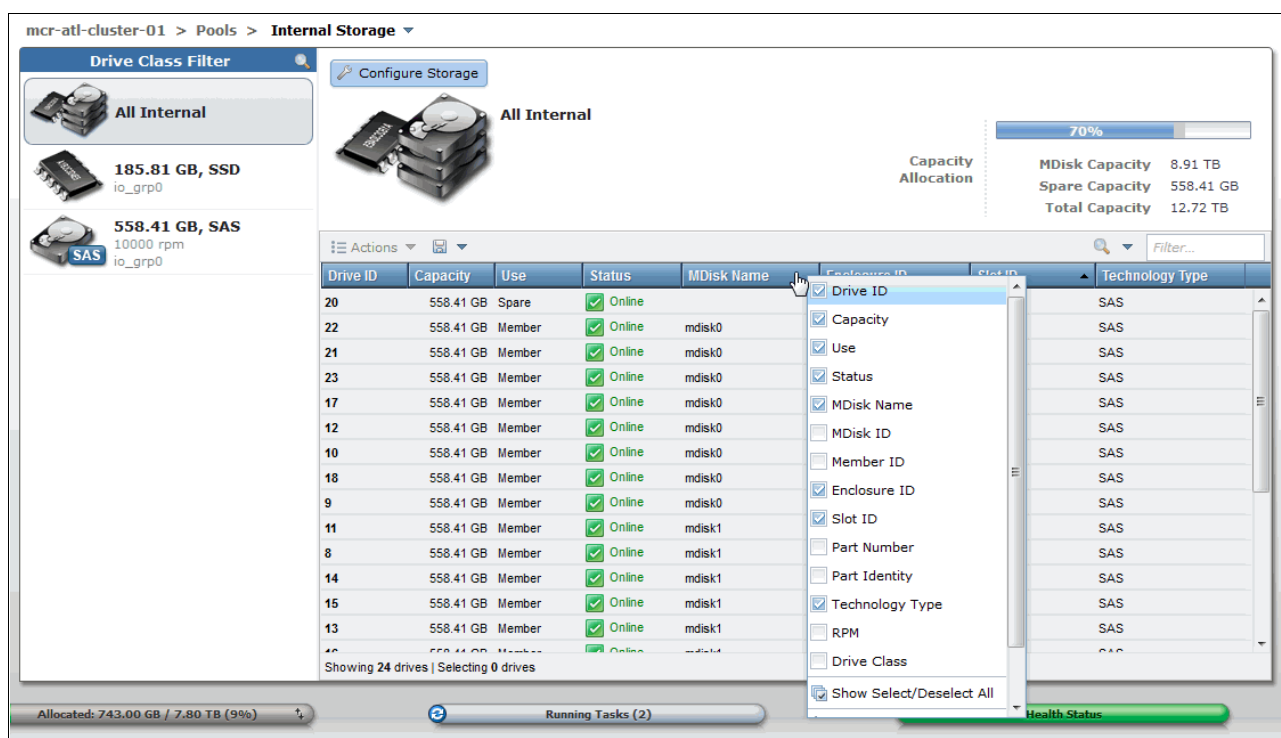 mcr-atl-cluster-01 > Pools > Internal Storage
Drive Class Filter
All Internal
185.81 GB, SSD
io_grp0
558.41 GB, SAS
10000 rpm
io_grp0
SAS
Configure Storage
All Internal
Capacity Allocation
70%
MDisk Capacity 8.91 TB
Spare Capacity 558.41 GB
Total Capacity 12.72 TB
Actions
Filter...
Drive ID Capacity Use Status MDisk Name Enclosure ID Slot ID Technology Type
20 558.41 GB Spare Online SAS
22 558.41 GB Member Online mdisk0 SAS
21 558.41 GB Member Online mdisk0 SAS
23 558.41 GB Member Online mdisk0 SAS
17 558.41 GB Member Online mdisk0 SAS
12 558.41 GB Member Online mdisk0 SAS
10 558.41 GB Member Online mdisk0 SAS
18 558.41 GB Member Online mdisk0 SAS
9 558.41 GB Member Online mdisk0 SAS
11 558.41 GB Member Online mdisk1 SAS
8 558.41 GB Member Online mdisk1 SAS
14 558.41 GB Member Online mdisk1 SAS
15 558.41 GB Member Online mdisk1 SAS
13 558.41 GB Member Online mdisk1 SAS
Drive ID
Capacity
Use
Status
MDisk Name
MDisk ID
Member ID
Enclosure ID
Slot ID
Part Number
Part Identity
Technology Type
RPM
Drive Class
Show Select/Deselect All
Showing 24 drives | Selecting 0 drives
Allocated: 743.00 GB / 7.80 TB (9%)
Running Tasks (2)
Health Status